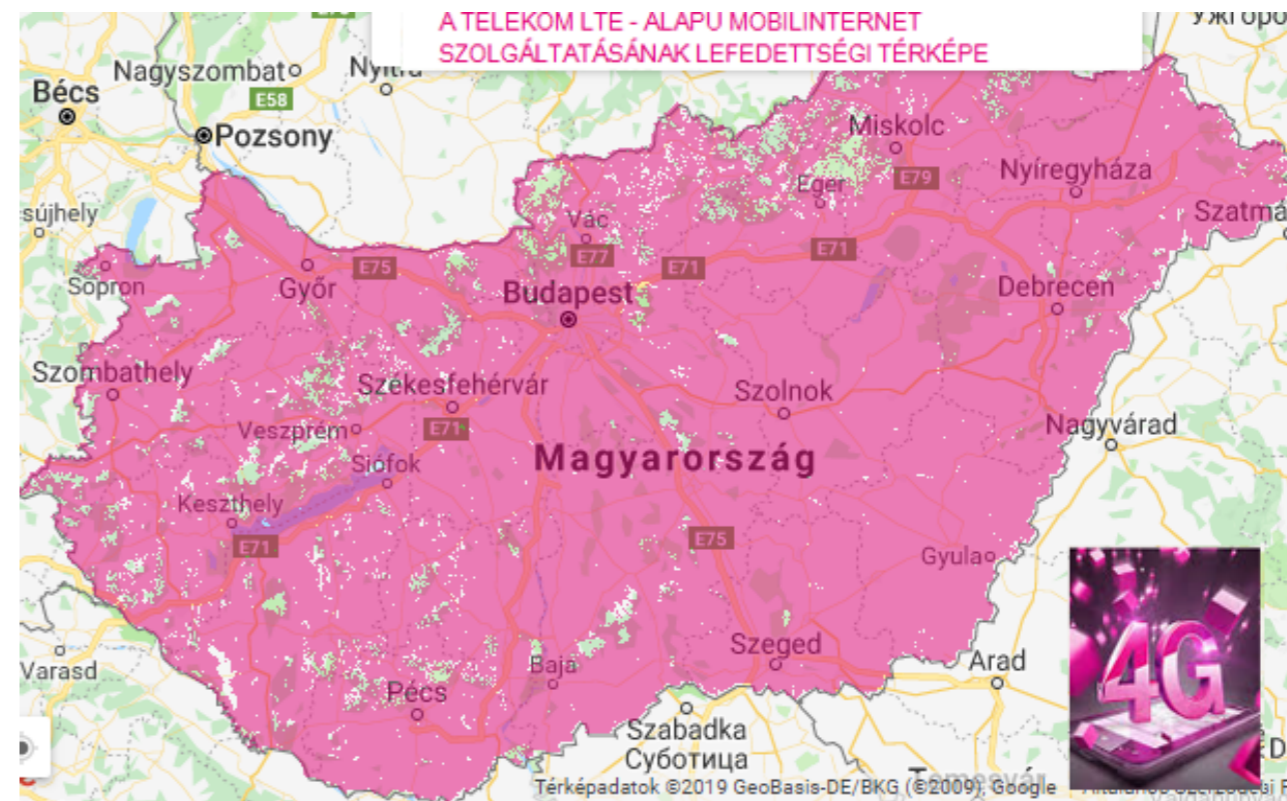 A TELEKOM LTE - ALAPÚ MOBILINTERNET
SZOLGÁLTATÁSÁNAK LEFEDETTSÉGI TÉRKÉPE
Nagyszombat
Nyitra
Bécs
E58
Pozsony
Miskolc
Nyíregyháza
Eger
E79
sújhely
Vác
Szatmá
E77
E71
E71
E75
Sopron
Győr
Budapest
Debrecen
Szombathely
Székesfehérvár
Szolnok
Veszprém
E71
Nagyvárad
Siófok
Magyarország
Keszthely
E71
E75
Gyula
4G
Varasd
Baja
Szeged
Arad
Pécs
Szabadka
Суботица
Térképadatok ©2019 GeoBasis-DE/BKG (©2009), Google